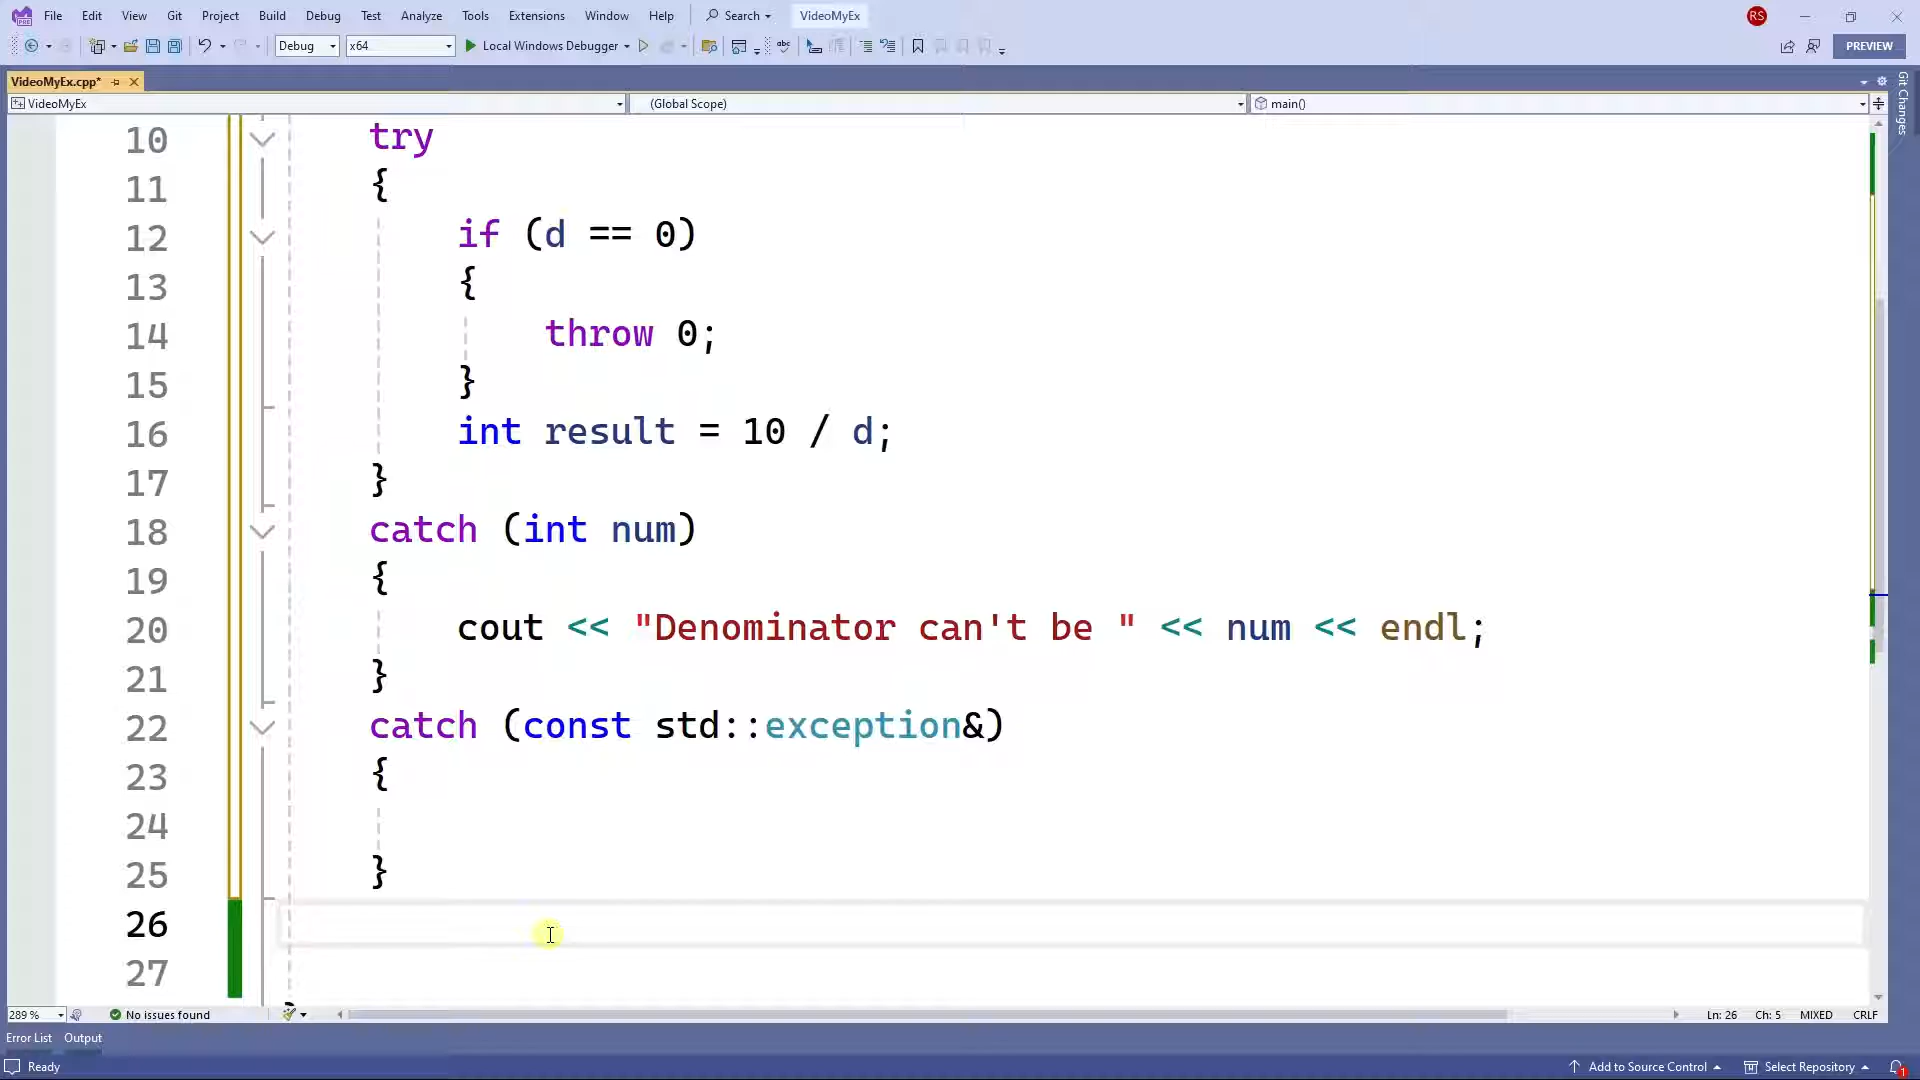 File Edit View Git Project Build Debug Test Analyze Tools Extensions Window Help Search VideoMyEx RS
Debug x64 Local Windows Debugger PREVIEW
VideoMyEx.cpp*
VideoMyEx (Global Scope) main()
Git Changes
10 try
11 {
12 if (d == 0)
13 {
14 throw 0;
15 }
16 int result = 10 / d;
17 }
18 catch (int num)
19 {
20 cout << "Denominator can't be " << num << endl;
21 }
22 catch (const std::exception&)
23 {
24
25 }
26
27
289 % No issues found Ln: 26 Ch: 5 MIXED CRLF
Error List Output
Ready Add to Source Control Select Repository 1